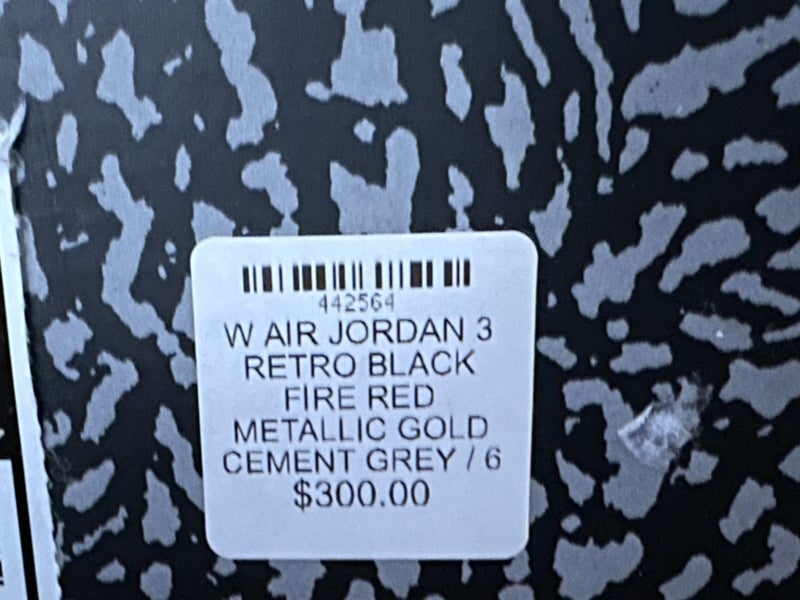 442564
W AIR JORDAN 3
RETRO BLACK
FIRE RED
METALLIC GOLD
CEMENT GREY / 6
$300.00